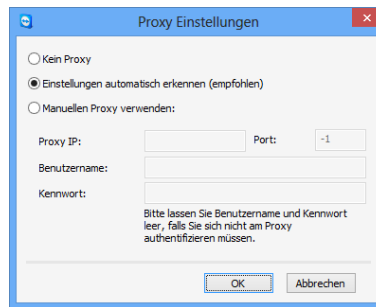 Proxy Einstellungen
Kein Proxy
Einstellungen automatisch erkennen (empfohlen)
Manuellen Proxy verwenden:
Proxy IP: Port: -1
Benutzername:
Kennwort:
Bitte lassen Sie Benutzername und Kennwort
leer, falls Sie sich nicht am Proxy
authentifizieren müssen.
OK Abbrechen